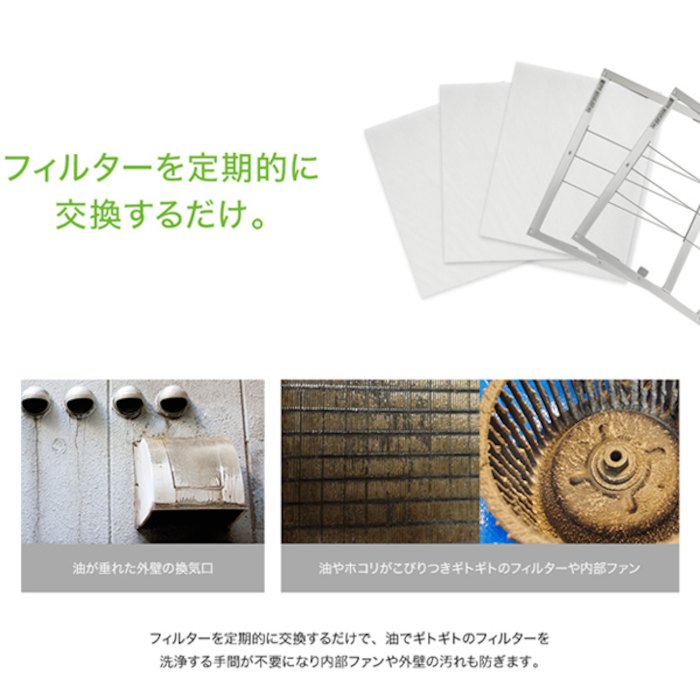 フィルターを定期的に
交換するだけ。
油が垂れた外壁の換気口
油やホコリがこびりつきギトギトのフィルターや内部ファン
フィルターを定期的に交換するだけで、油でギトギトのフィルターを
洗浄する手間が不要になり内部ファンや外壁の汚れも防ぎます。